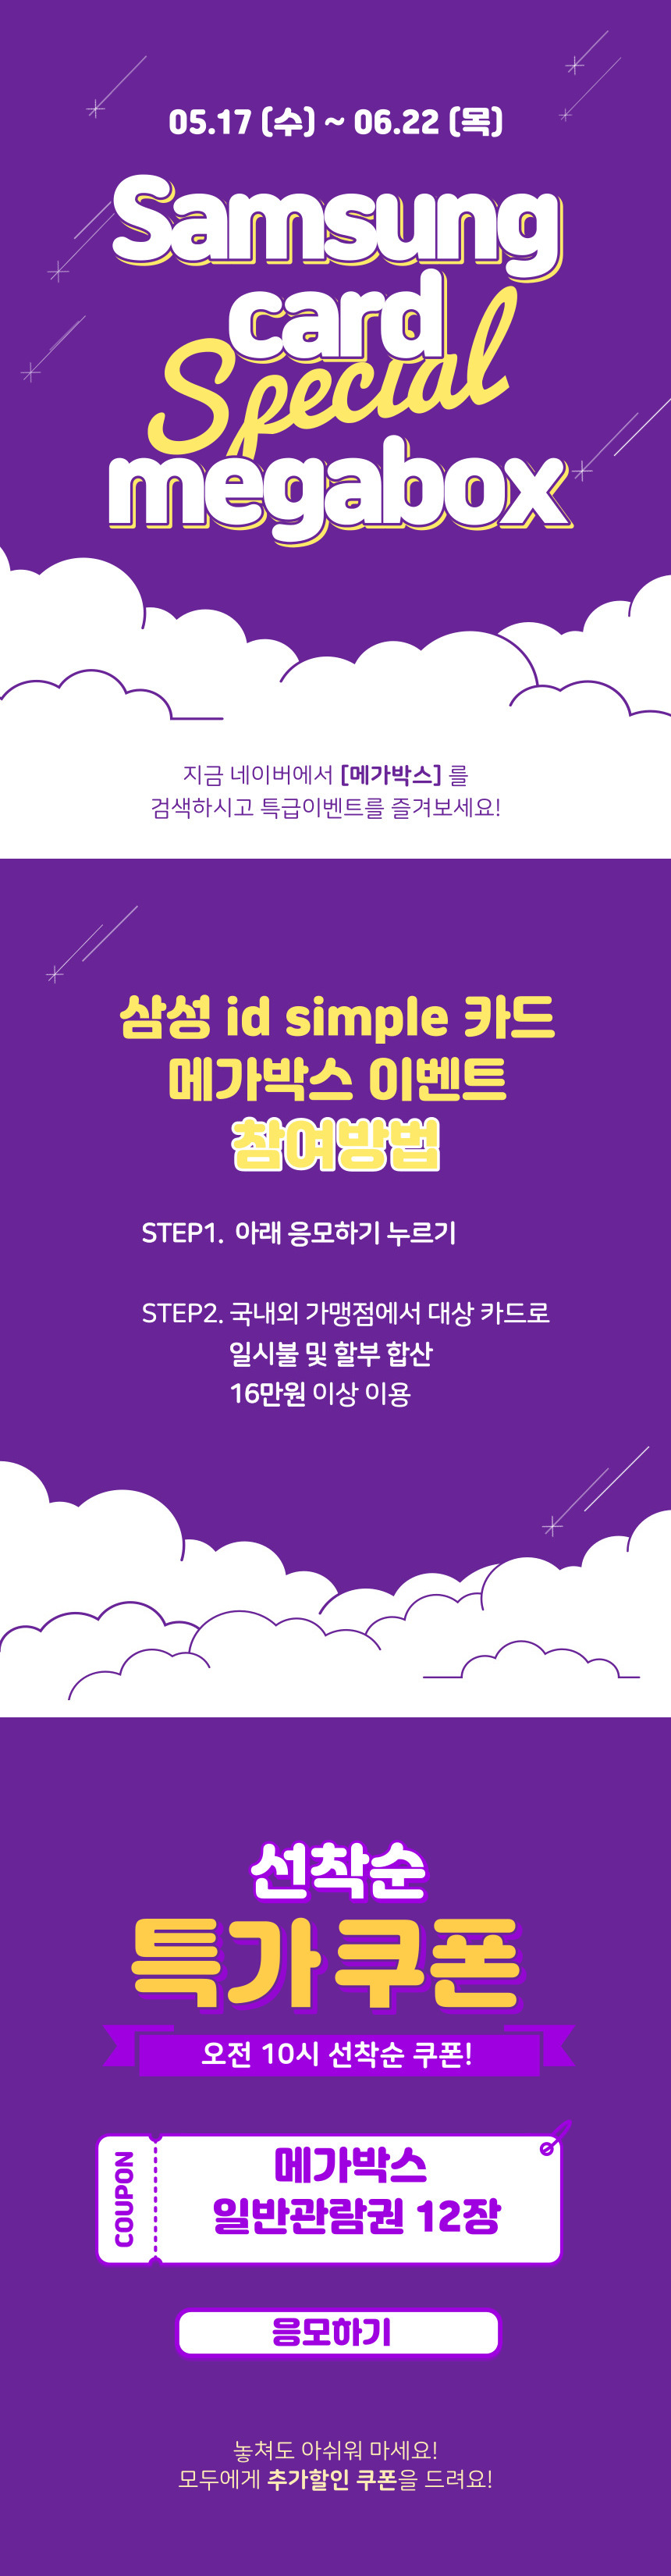 05.17 (수) ~ 06.22 (목)
Samsung
card
Special
megabox
지금 네이버에서 [메가박스] 를
검색하시고 특급이벤트를 즐겨보세요!
삼성 id simple 카드
메가박스 이벤트
참여방법
STEP1. 아래 응모하기 누르기
STEP2. 국내외 가맹점에서 대상 카드로
일시불 및 할부 합산
16만원 이상 이용
선착순
특가 쿠폰
오전 10시 선착순 쿠폰!
COUPON
메가박스
일반관람권 12장
응모하기
놓쳐도 아쉬워 마세요!
모두에게 추가할인 쿠폰을 드려요!